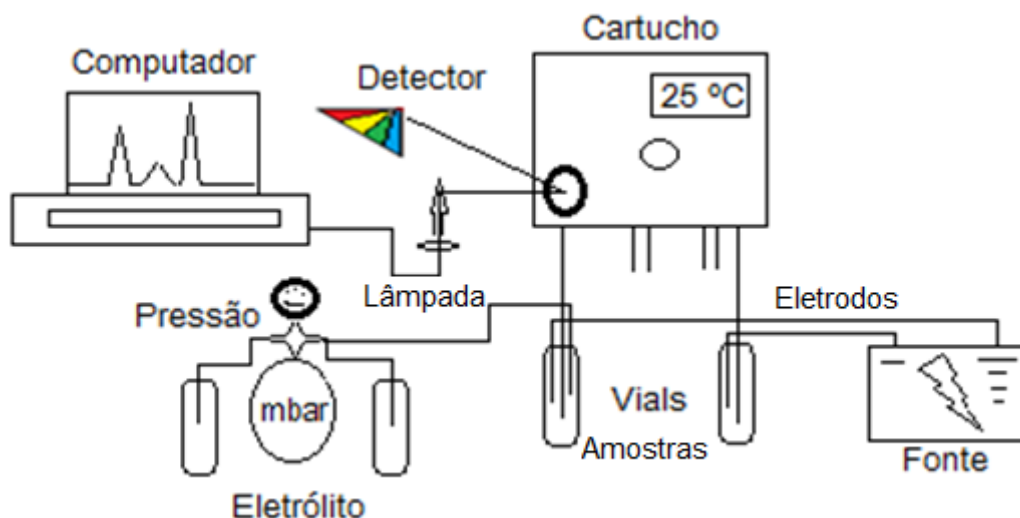 Cartucho
Computador
Detector
25 ºC
Lâmpada
Eletrodos
Pressão
mbar
Vials
Amostras
Fonte
Eletrólito